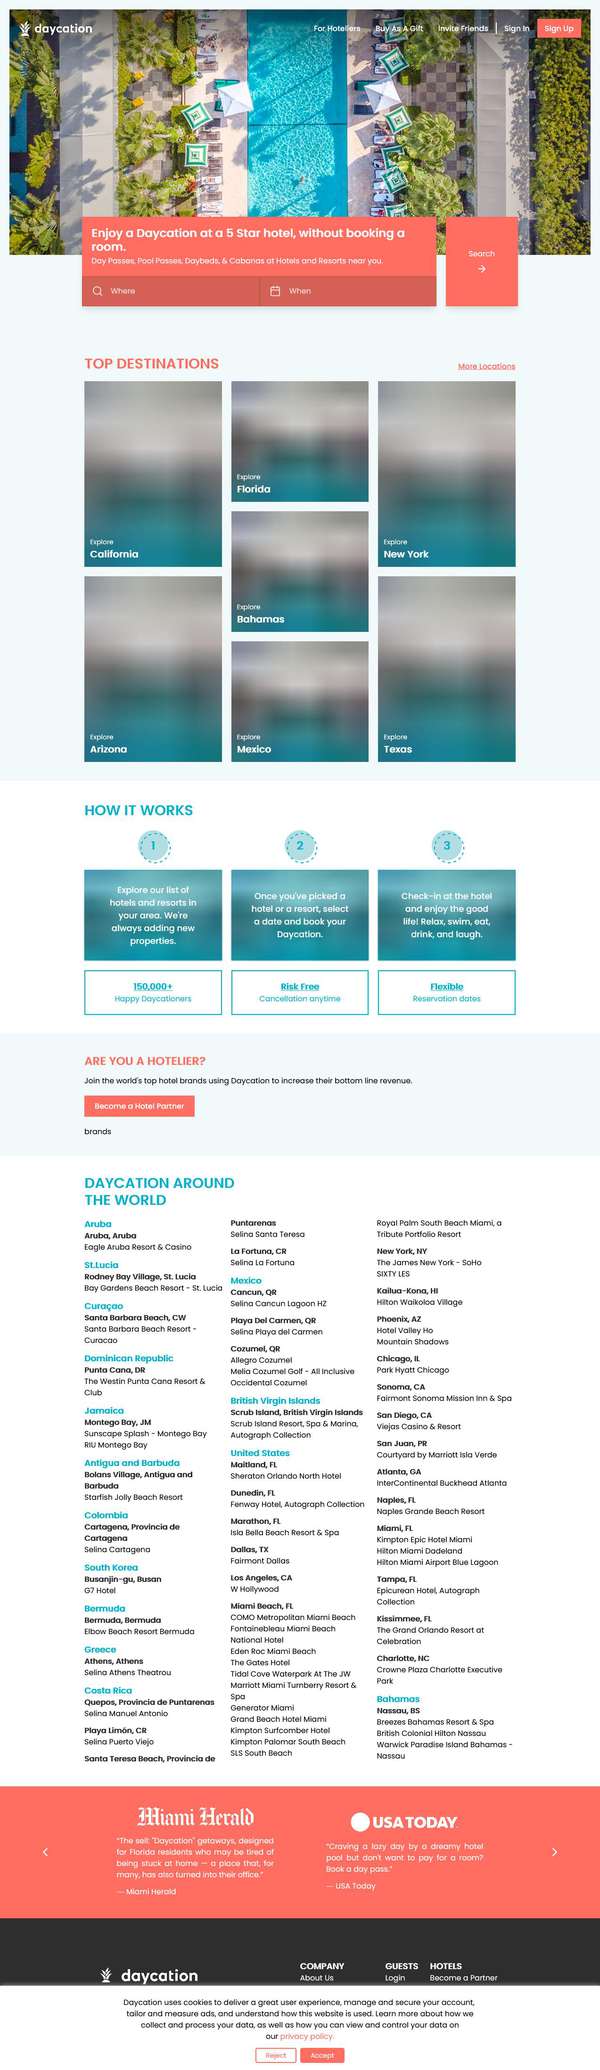 daycation
For Hoteliers
Buy As A Gift
Invite Friends
Sign In
Sign Up
Enjoy a Daycation at a 5 Star hotel, without booking a
room.
Day Passes, Pool Passes, Daybeds, & Cabanas at Hotels and Resorts near you.
Where
When
Search
TOP DESTINATIONS
More Locations
Explore
California
Explore
Florida
Explore
New York
Explore
Bahamas
Explore
Arizona
Explore
Mexico
Explore
Texas
HOW IT WORKS
1
Explore our list of
hotels and resorts in
your area. We're
always adding new
properties.
2
Once you've picked a
hotel or a resort, select
a date and book your
Daycation.
3
Check-in at the hotel
and enjoy the good
life! Relax, swim, eat,
drink, and laugh.
150,000+
Happy Daycationers
Risk Free
Cancellation anytime
Flexible
Reservation dates
ARE YOU A HOTELIER?
Join the world's top hotel brands using Daycation to increase their bottom line revenue.
Become a Hotel Partner
brands
DAYCATION AROUND
THE WORLD
Aruba
Aruba, Aruba
Eagle Aruba Resort & Casino
St.Lucia
Rodney Bay Village, St. Lucia
Bay Gardens Beach Resort - St. Lucia
Curaçao
Santa Barbara Beach, CW
Santa Barbara Beach Resort -
Curacao
Dominican Republic
Punta Cana, DR
The Westin Punta Cana Resort &
Club
Jamaica
Montego Bay, JM
Sunscape Splash - Montego Bay
RIU Montego Bay
Antigua and Barbuda
Bolans Village, Antigua and
Barbuda
Starfish Jolly Beach Resort
Colombia
Cartagena, Provincia de
Cartagena
Selina Cartagena
South Korea
Busanjin-gu, Busan
G7 Hotel
Bermuda
Bermuda, Bermuda
Elbow Beach Resort Bermuda
Greece
Athens, Athens
Selina Athens Theatrou
Costa Rica
Quepos, Provincia de Puntarenas
Selina Manuel Antonio
Playa Limón, CR
Selina Puerto Viejo
Santa Teresa Beach, Provincia de
Puntarenas
Selina Santa Teresa
La Fortuna, CR
Selina La Fortuna
Mexico
Cancun, QR
Selina Cancun Lagoon HZ
Playa Del Carmen, QR
Selina Playa del Carmen
Cozumel, QR
Allegro Cozumel
Melia Cozumel Golf - All Inclusive
Occidental Cozumel
British Virgin Islands
Scrub Island, British Virgin Islands
Scrub Island Resort, Spa & Marina,
Autograph Collection
United States
Maitland, FL
Sheraton Orlando North Hotel
Dunedin, FL
Fenway Hotel, Autograph Collection
Marathon, FL
Isla Bella Beach Resort & Spa
Dallas, TX
Fairmont Dallas
Los Angeles, CA
W Hollywood
Miami Beach, FL
COMO Metropolitan Miami Beach
Fontainebleau Miami Beach
National Hotel
Eden Roc Miami Beach
The Gates Hotel
Tidal Cove Waterpark At The JW
Marriott Miami Turnberry Resort &
Spa
Generator Miami
Grand Beach Hotel Miami
Kimpton Surfcomber Hotel
Kimpton Palomar South Beach
SLS South Beach
Royal Palm South Beach Miami, a
Tribute Portfolio Resort
New York, NY
The James New York - SoHo
SIXTY LES
Kailua-Kona, HI
Hilton Waikoloa Village
Phoenix, AZ
Hotel Valley Ho
Mountain Shadows
Chicago, IL
Park Hyatt Chicago
Sonoma, CA
Fairmont Sonoma Mission Inn & Spa
San Diego, CA
Viejas Casino & Resort
San Juan, PR
Courtyard by Marriott Isla Verde
Atlanta, GA
InterContinental Buckhead Atlanta
Naples, FL
Naples Grande Beach Resort
Miami, FL
Kimpton Epic Hotel Miami
Hilton Miami Dadeland
Hilton Miami Airport Blue Lagoon
Tampa, FL
Epicurean Hotel, Autograph
Collection
Kissimmee, FL
The Grand Orlando Resort at
Celebration
Charlotte, NC
Crowne Plaza Charlotte Executive
Park
Bahamas
Nassau, BS
Breezes Bahamas Resort & Spa
British Colonial Hilton Nassau
Warwick Paradise Island Bahamas -
Nassau
Miami Herald
"The self: "Daycation" getaways, designed
for Florida residents who may be tired of
being stuck at home — a place that, for
many, has also turned into their office."
— Miami Herald
USA TODAY
"Craving a lazy day by a dreamy hotel
pool but don't want to pay for a room?
Book a day pass."
— USA Today
daycation
COMPANY
About Us
GUESTS
Login
HOTELS
Become a Partner
Daycation uses cookies to deliver a great user experience, manage and secure your account,
tailor and measure ads, and understand how this website is used. Learn more about how we
collect and process your data, as well as how you can view and control your data on
our privacy policy.
Reject
Accept